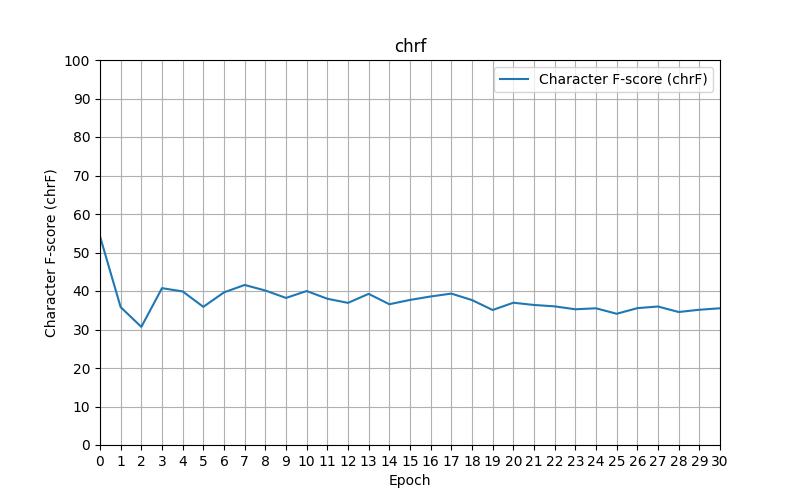 chrf
Character F-score (chrF)
100
90
80
70
60
50
40
30
20
10
0
Character F-score (chrF)
0 1 2 3 4 5 6 7 8 9 10 11 12 13 14 15 16 17 18 19 20 21 22 23 24 25 26 27 28 29 30
Epoch